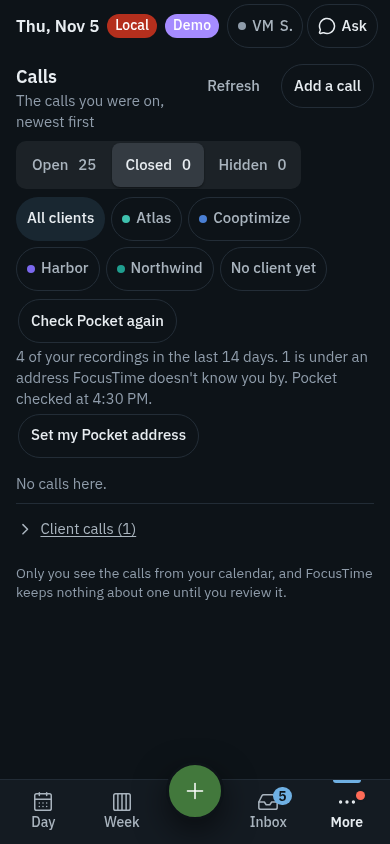 Thu, Nov 5 Local Demo VM S. Ask
Calls
The calls you were on,
newest first
Refresh Add a call
Open 25 Closed 0 Hidden 0
All clients Atlas Cooptimize
Harbor Northwind No client yet
Check Pocket again
4 of your recordings in the last 14 days. 1 is under an
address FocusTime doesn't know you by. Pocket
checked at 4:30 PM.
Set my Pocket address
No calls here.
Client calls (1)
Only you see the calls from your calendar, and FocusTime
keeps nothing about one until you review it.
5
Day Week Inbox More